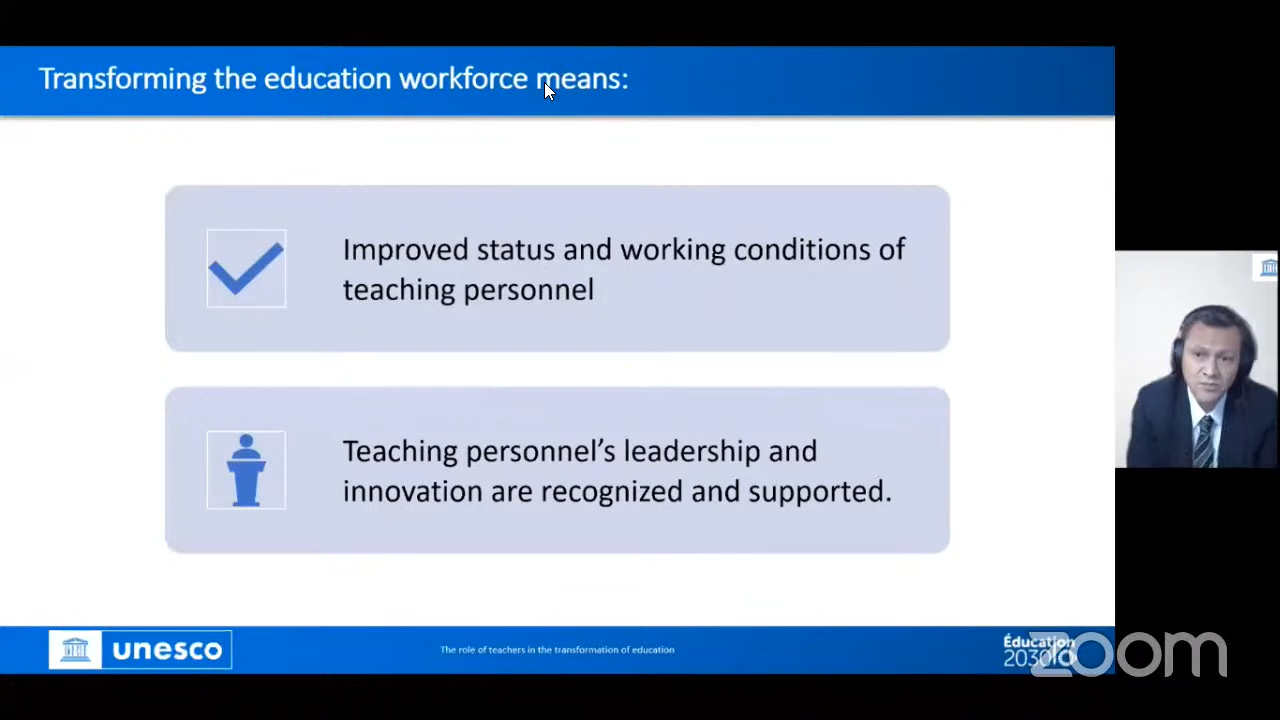 Transforming the education workforce means:
Improved status and working conditions of
teaching personnel
Teaching personnel’s leadership and
innovation are recognized and supported.
unesco
The role of teachers in the transformation of education
Éducation
2030
zoom